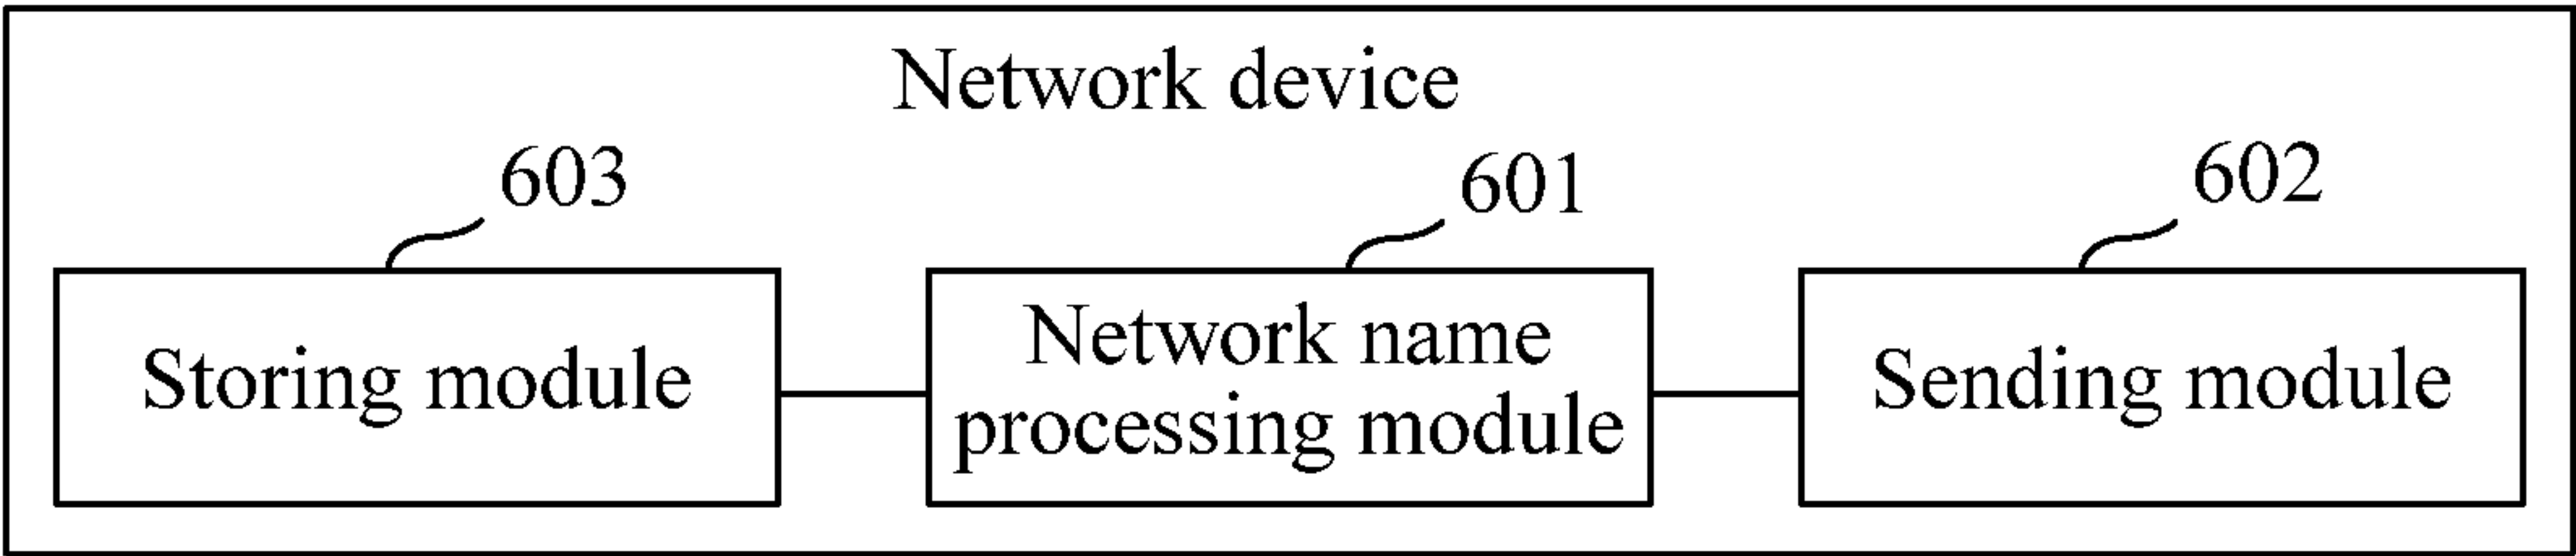 Network device
603
601
602
Storing module
Network name
processing module
Sending module